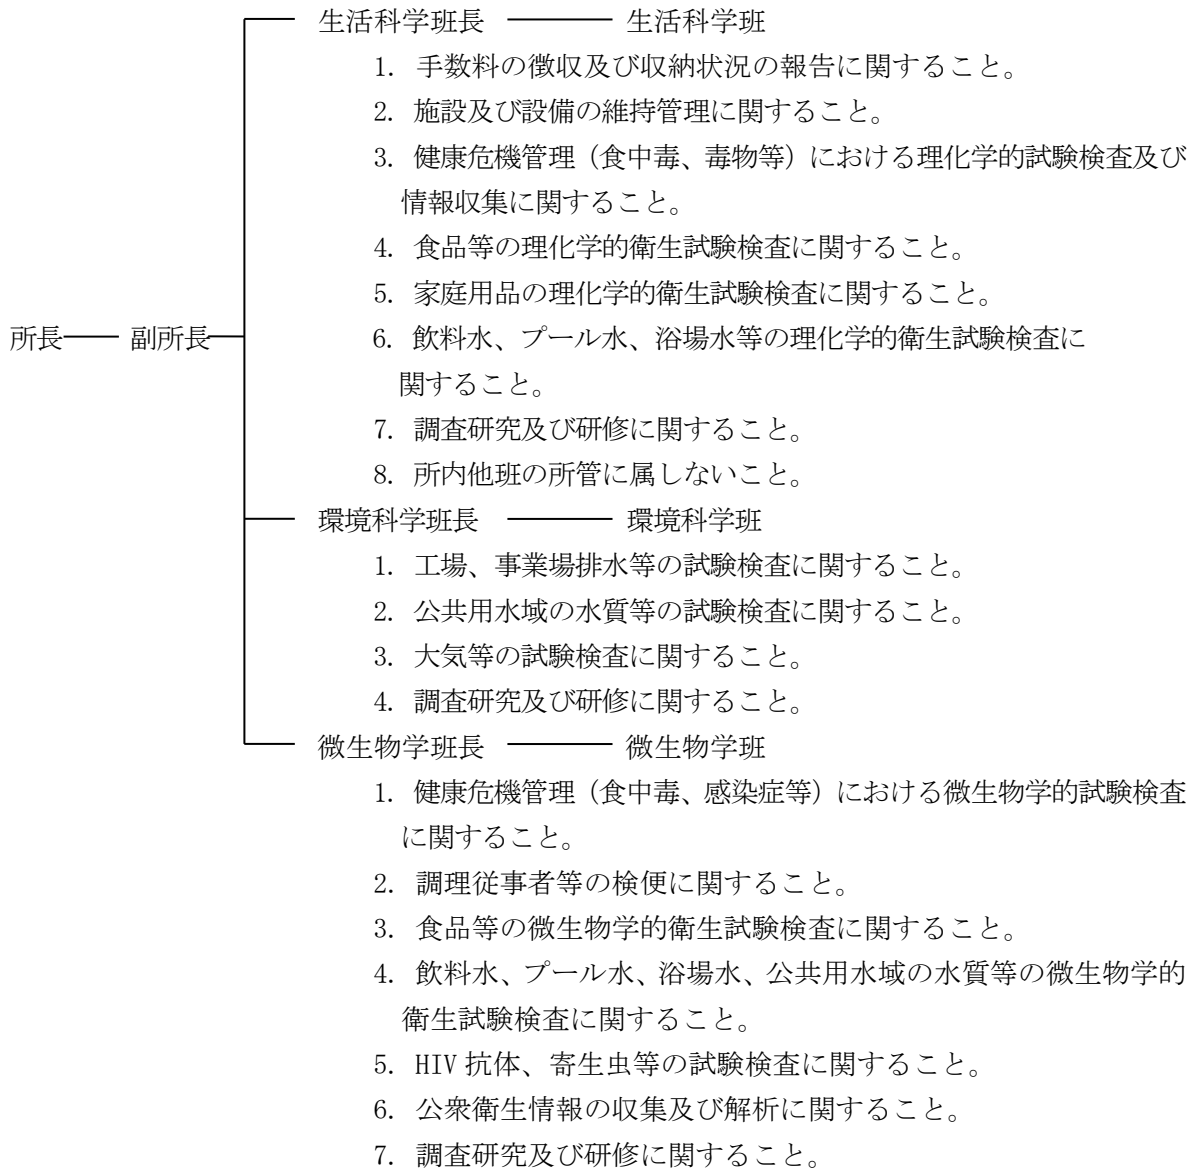 生活科学班長 生活科学班
1. 手数料の徴収及び収納状況の報告に関すること。
2. 施設及び設備の維持管理に関すること。
3. 健康危機管理（食中毒、毒物等）における理化学的試験検査及び
情報収集に関すること。
4. 食品等の理化学的衛生試験検査に関すること。
5. 家庭用品の理化学的衛生試験検査に関すること。
所長 副所長
6. 飲料水、プール水、浴場水等の理化学的衛生試験検査に
関すること。
7. 調査研究及び研修に関すること。
8. 所内他班の所管に属しないこと。
環境科学班長 環境科学班
1. 工場、事業場排水等の試験検査に関すること。
2. 公共用水域の水質等の試験検査に関すること。
3. 大気等の試験検査に関すること。
4. 調査研究及び研修に関すること。
微生物学班長 微生物学班
1. 健康危機管理（食中毒、感染症等）における微生物学的試験検査
に関すること。
2. 調理従事者等の検便に関すること。
3. 食品等の微生物学的衛生試験検査に関すること。
4. 飲料水、プール水、浴場水、公共用水域の水質等の微生物学的
衛生試験検査に関すること。
5. HIV 抗体、寄生虫等の試験検査に関すること。
6. 公衆衛生情報の収集及び解析に関すること。
7. 調査研究及び研修に関すること。